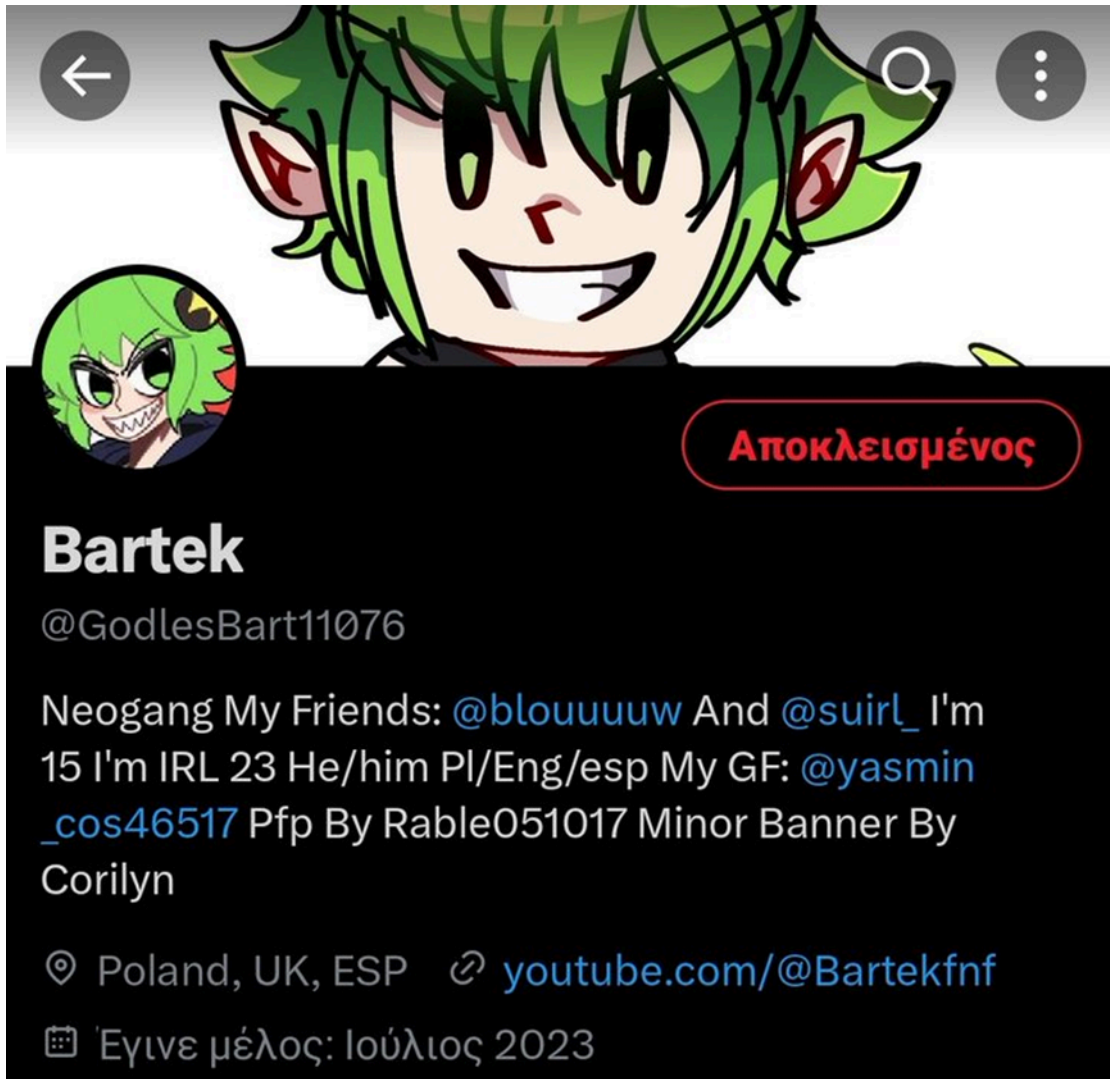 Αποκλεισμένος
Bartek
@GodlesBart11076
Neogang My Friends: @blouuuuw And @suirl_ I'm
15 I'm IRL 23 He/him Pl/Eng/esp My GF: @yasmin
_cos46517 Pfp By Rable051017 Minor Banner By
Corilyn
Poland, UK, ESP youtube.com/@Bartekfnf
Έγινε μέλος: Ιούλιος 2023